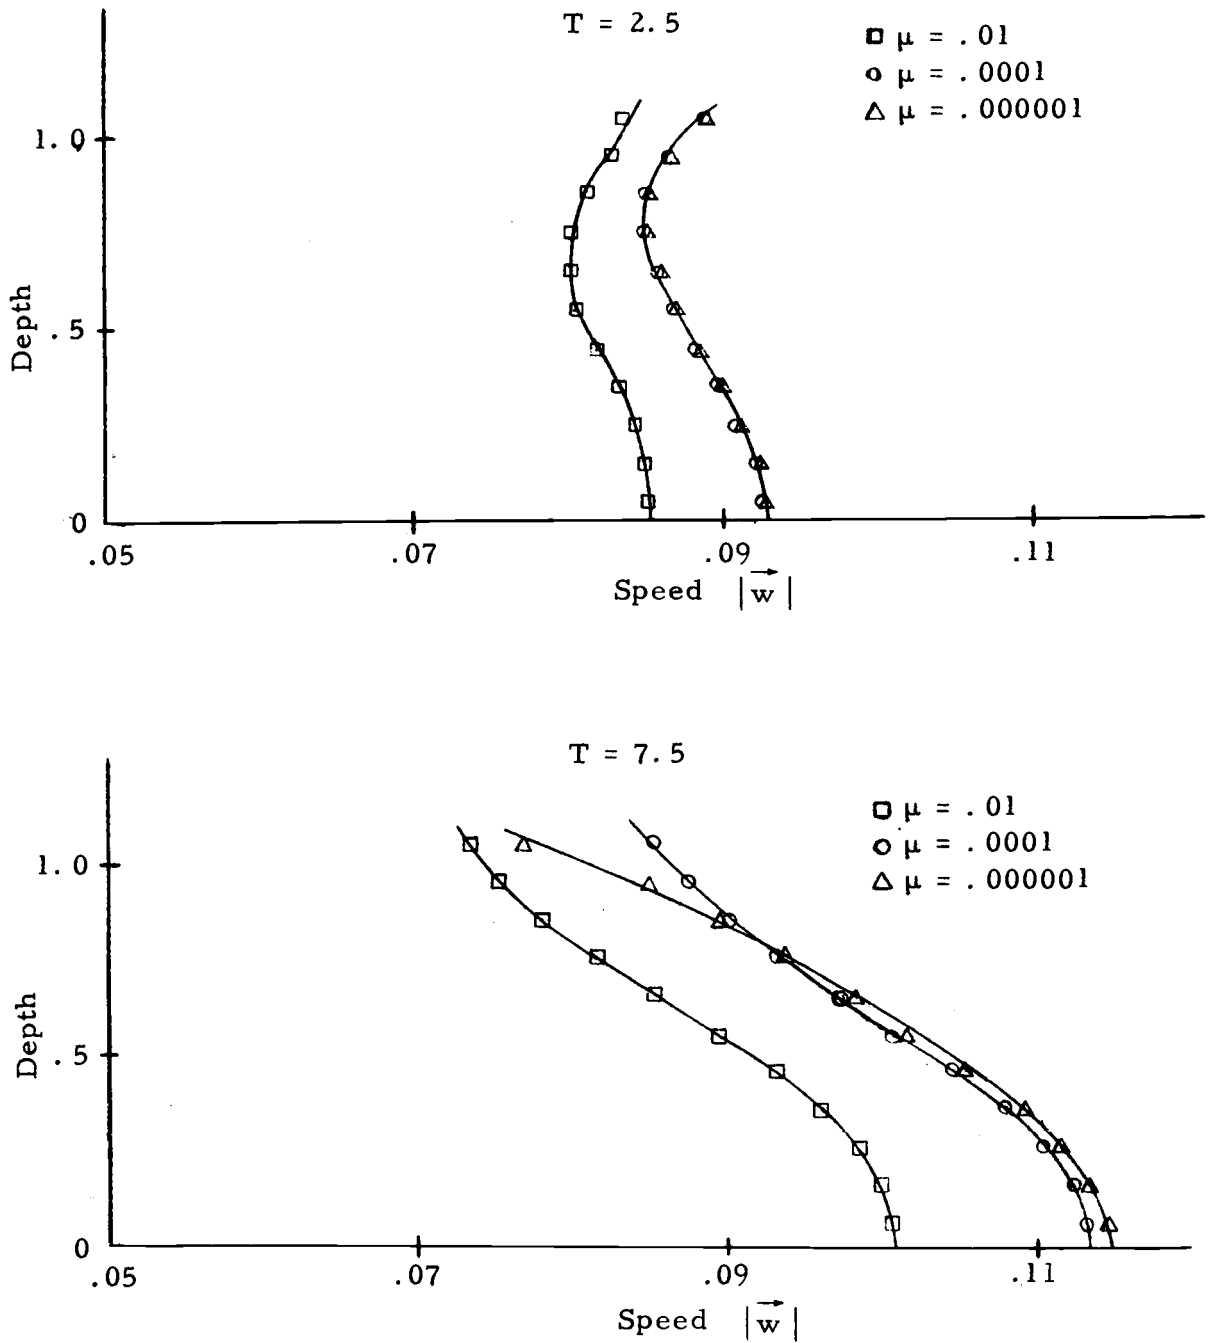 T = 2.5
□ μ = .01
○ μ = .0001
△ μ = .000001
1.0
.5
0
Depth
.05 .07 .09 .11
Speed |w⃗|
T = 7.5
□ μ = .01
○ μ = .0001
△ μ = .000001
1.0
.5
0
Depth
.05 .07 .09 .11
Speed |w⃗|